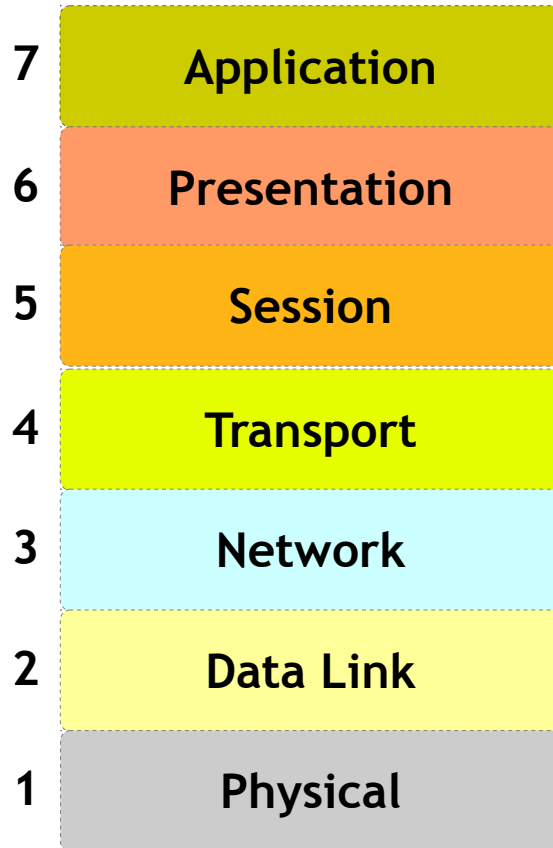 7 Application
6 Presentation
5 Session
4 Transport
3 Network
2 Data Link
1 Physical